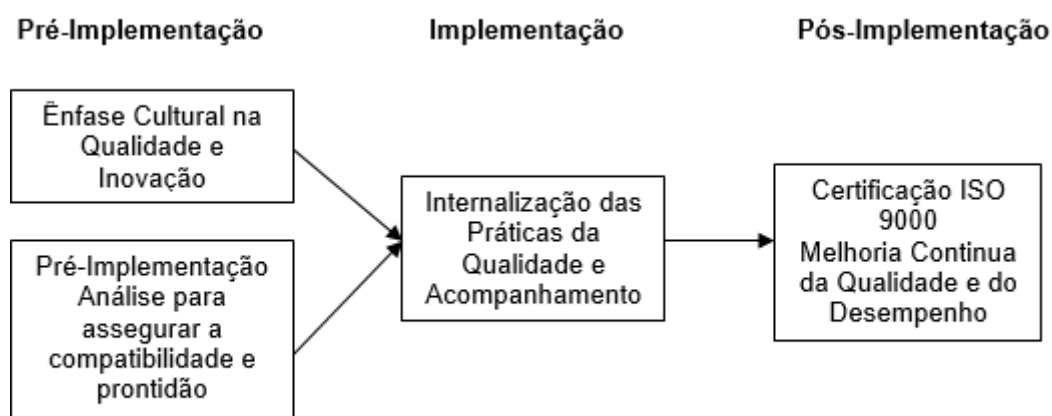 Pré-Implementação
Implementação
Pós-Implementação
Ênfase Cultural na
Qualidade e
Inovação
Pré-Implementação
Análise para
assegurar a
compatibilidade e
prontidão
Internalização das
Práticas da
Qualidade e
Acompanhamento
Certificação ISO
9000
Melhoria Continua
da Qualidade e do
Desempenho